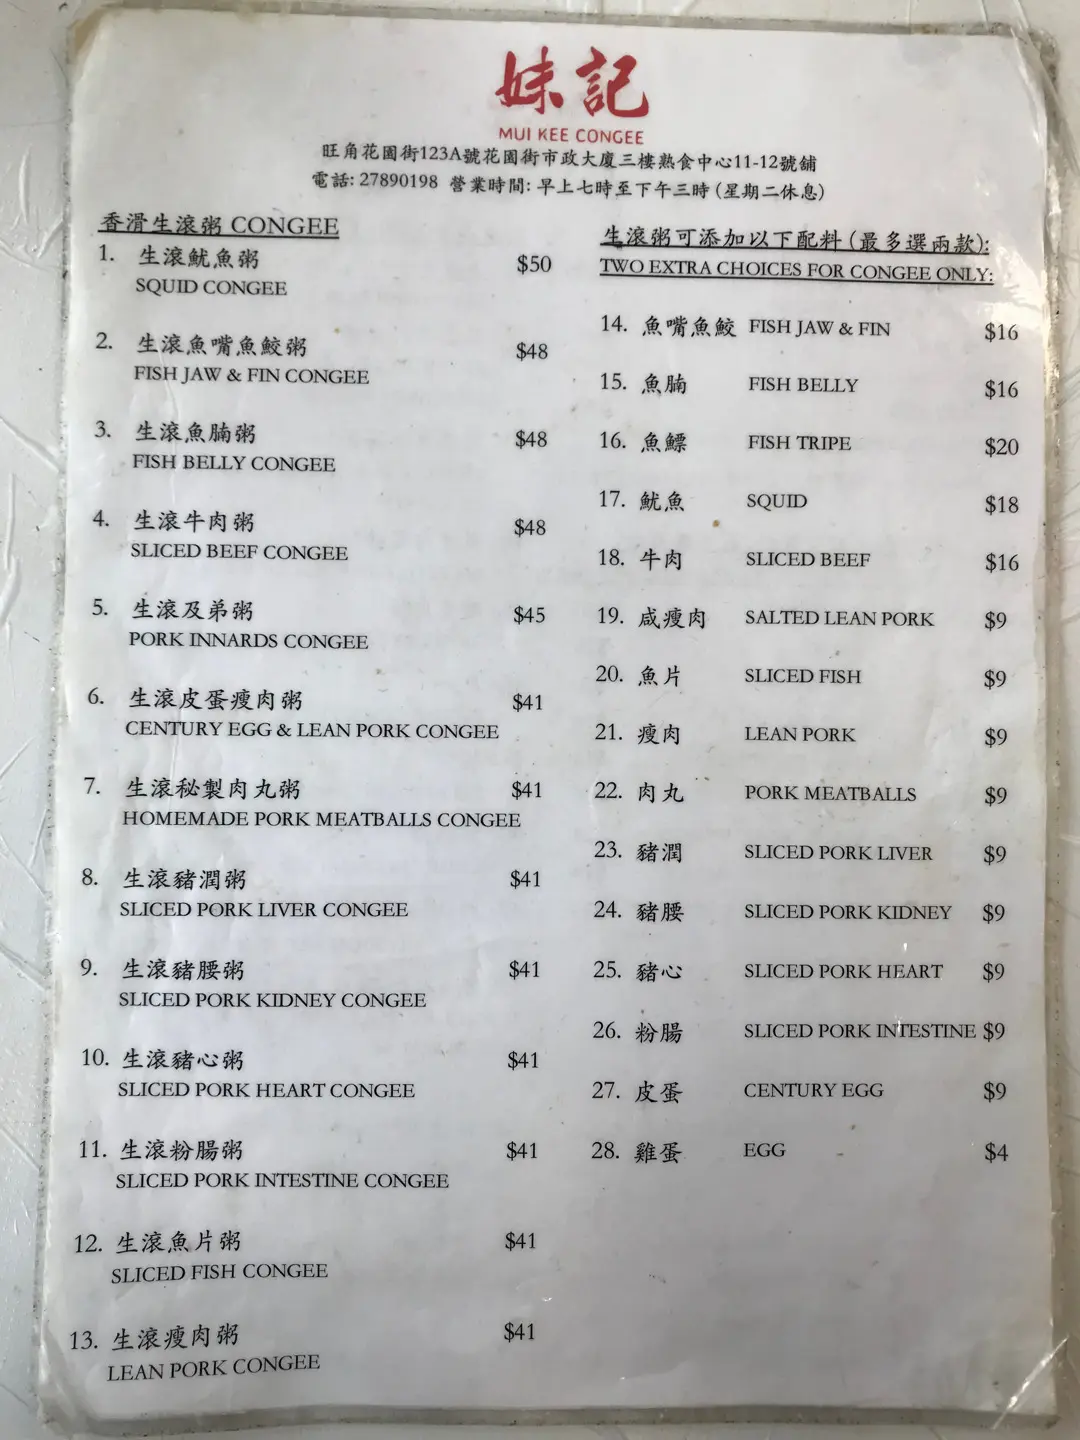 妹記
MUI KEE CONGEE
旺角花園街123A號花園街市政大廈三樓熟食中心11-12號舖
電話: 27890198 營業時間: 早上七時至下午三時 (星期二休息)
香滑生滾粥 CONGEE
1. 生滾魷魚粥 $50
SQUID CONGEE
2. 生滾魚嘴魚鮫粥 $48
FISH JAW & FIN CONGEE
3. 生滾魚腩粥 $48
FISH BELLY CONGEE
4. 生滾牛肉粥 $48
SLICED BEEF CONGEE
5. 生滾及弟粥 $45
PORK INNARDS CONGEE
6. 生滾皮蛋瘦肉粥 $41
CENTURY EGG & LEAN PORK CONGEE
7. 生滾秘製肉丸粥 $41
HOMEMADE PORK MEATBALLS CONGEE
8. 生滾豬潤粥 $41
SLICED PORK LIVER CONGEE
9. 生滾豬腰粥 $41
SLICED PORK KIDNEY CONGEE
10. 生滾豬心粥 $41
SLICED PORK HEART CONGEE
11. 生滾粉腸粥 $41
SLICED PORK INTESTINE CONGEE
12. 生滾魚片粥 $41
SLICED FISH CONGEE
13. 生滾瘦肉粥 $41
LEAN PORK CONGEE
生滾粥可添加以下配料 (最多選兩款):
TWO EXTRA CHOICES FOR CONGEE ONLY:
14. 魚嘴魚鮫 FISH JAW & FIN $16
15. 魚腩 FISH BELLY $16
16. 魚鰾 FISH TRIPE $20
17. 魷魚 SQUID $18
18. 牛肉 SLICED BEEF $16
19. 咸瘦肉 SALTED LEAN PORK $9
20. 魚片 SLICED FISH $9
21. 瘦肉 LEAN PORK $9
22. 肉丸 PORK MEATBALLS $9
23. 豬潤 SLICED PORK LIVER $9
24. 豬腰 SLICED PORK KIDNEY $9
25. 豬心 SLICED PORK HEART $9
26. 粉腸 SLICED PORK INTESTINE $9
27. 皮蛋 CENTURY EGG $9
28. 雞蛋 EGG $4